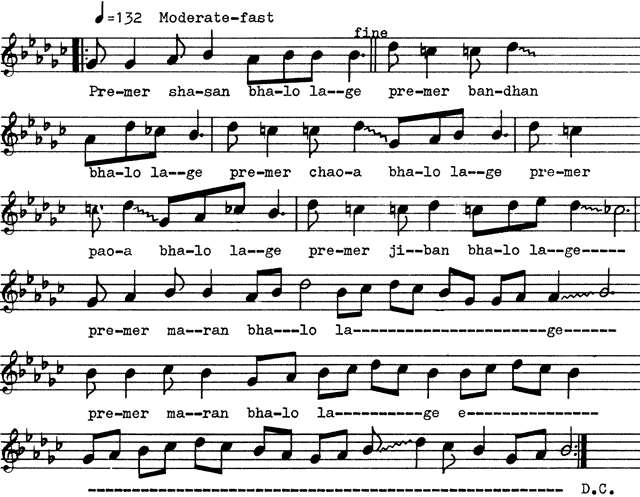 =132 Moderate-fast
fine
Pre-mer sha-san bha-lo la--ge pre-mer ban-dhan
bha-lo la--ge pre-mer chao-a bha-lo la--ge pre-mer
pao-a bha-lo la--ge pre-mer ji-ban bha-lo la-ge-----
pre-mer ma--ran bha---lo la---------------------ge------
pre-mer ma--ran bha-lo la----------ge e----------------
D.C.